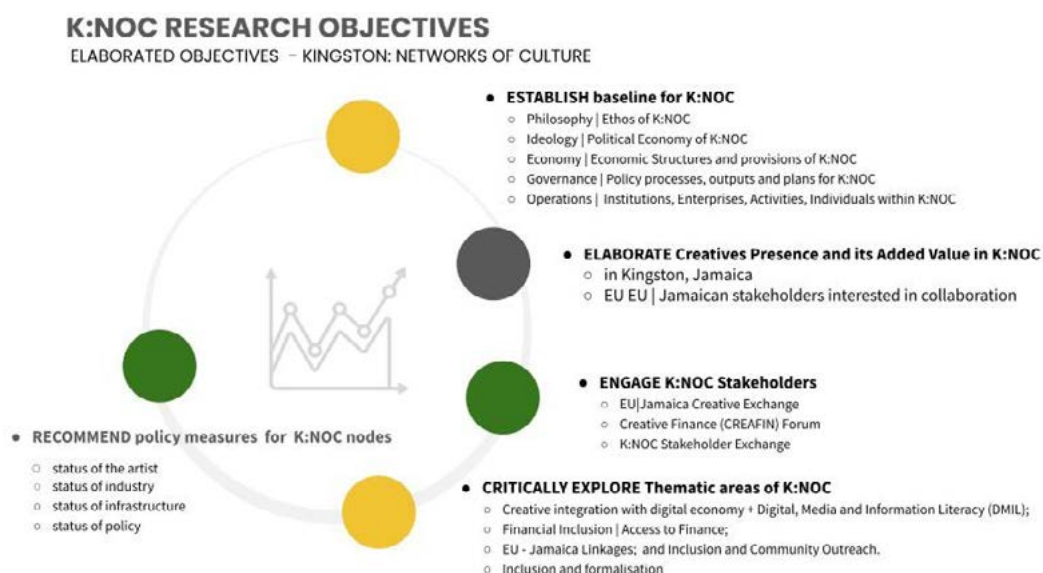 K:NOC RESEARCH OBJECTIVES
ELABORATED OBJECTIVES – KINGSTON: NETWORKS OF CULTURE
● ESTABLISH baseline for K:NOC
○ Philosophy | Ethos of K:NOC
○ Ideology | Political Economy of K:NOC
○ Economy | Economic Structures and provisions of K:NOC
○ Governance | Policy processes, outputs and plans for K:NOC
○ Operations | Institutions, Enterprises, Activities, Individuals within K:NOC
● ELABORATE Creatives Presence and its Added Value in K:NOC
○ in Kingston, Jamaica
○ EU EU | Jamaican stakeholders interested in collaboration
● ENGAGE K:NOC Stakeholders
○ EU|Jamaica Creative Exchange
○ Creative Finance (CREAFIN) Forum
○ K:NOC Stakeholder Exchange
● CRITICALLY EXPLORE Thematic areas of K:NOC
○ Creative integration with digital economy + Digital, Media and Information Literacy (DMIL);
○ Financial Inclusion | Access to Finance;
○ EU - Jamaica Linkages; and Inclusion and Community Outreach.
○ Inclusion and formalisation
● RECOMMEND policy measures for K:NOC nodes
○ status of the artist
○ status of industry
○ status of infrastructure
○ status of policy